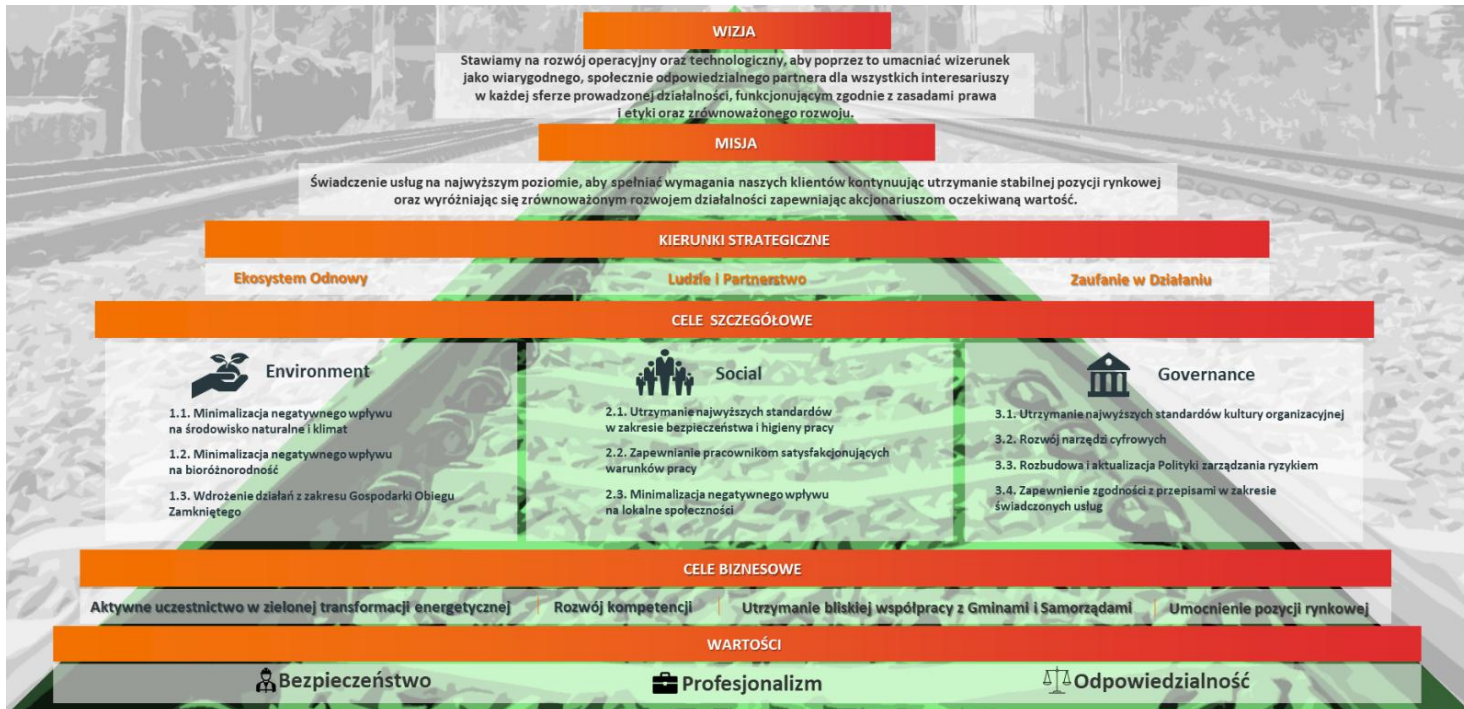 WIZJA
Stawiamy na rozwój operacyjny oraz technologiczny, aby poprzez to umacniać wizerunek
jako wiarygodnego, społecznie odpowiedzialnego partnera dla wszystkich interesariuszy
w każdej sferze prowadzonej działalności, funkcjonującym zgodnie z zasadami prawa
i etyki oraz zrównoważonego rozwoju.
MISJA
Świadczenie usług na najwyższym poziomie, aby spełniać wymagania naszych klientów kontynuując utrzymanie stabilnej pozycji rynkowej
oraz wyróżniając się zrównoważonym rozwojem działalności zapewniając akcjonariuszom oczekiwaną wartość.
KIERUNKI STRATEGICZNE
Ekosystem Odnowy
Ludzie i Partnerstwo
Zaufanie w Działaniu
CELE SZCZEGÓŁOWE
Environment
1.1. Minimalizacja negatywnego wpływu
na środowisko naturalne i klimat
1.2. Minimalizacja negatywnego wpływu
na bioróżnorodność
1.3. Wdrożenie działań z zakresu Gospodarki Obiegu
Zamkniętego
Social
2.1. Utrzymanie najwyższych standardów
w zakresie bezpieczeństwa i higieny pracy
2.2. Zapewnianie pracownikom satysfakcjonujących
warunków pracy
2.3. Minimalizacja negatywnego wpływu
na lokalne społeczności
Governance
3.1. Utrzymanie najwyższych standardów kultury organizacyjnej
3.2. Rozwój narzędzi cyfrowych
3.3. Rozbudowa i aktualizacja Polityki zarządzania ryzykiem
3.4. Zapewnienie zgodności z przepisami w zakresie
świadczonych usług
CELE BIZNESOWE
Aktywne uczestnictwo w zielonej transformacji energetycznej
Rozwój kompetencji
Utrzymanie bliskiej współpracy z Gminami i Samorządami
Umocnienie pozycji rynkowej
WARTOŚCI
Bezpieczeństwo
Profesjonalizm
Odpowiedzialność